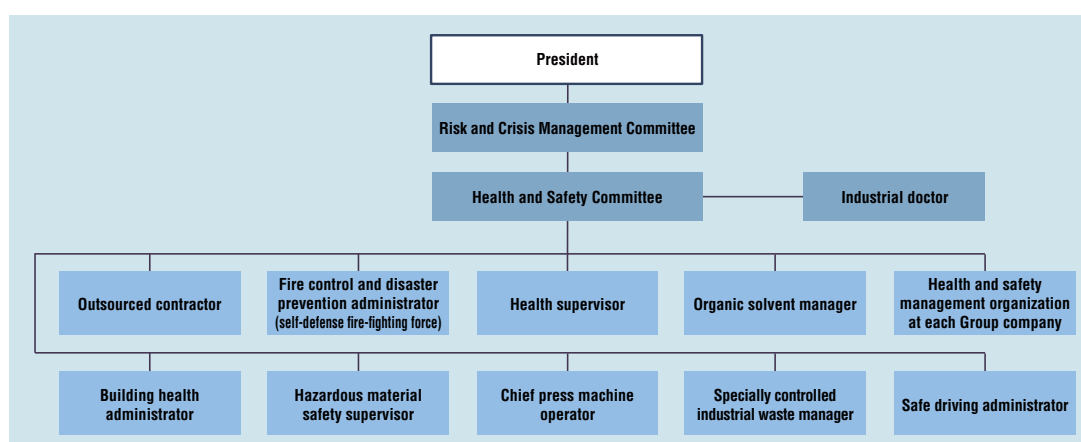 President
Risk and Crisis Management Committee
Health and Safety Committee
Industrial doctor
Outsourced contractor
Fire control and disaster
prevention administrator
(self-defense fire-fighting force)
Health supervisor
Organic solvent manager
Health and safety
management organization
at each Group company
Building health
administrator
Hazardous material
safety supervisor
Chief press machine
operator
Specially controlled
industrial waste manager
Safe driving administrator